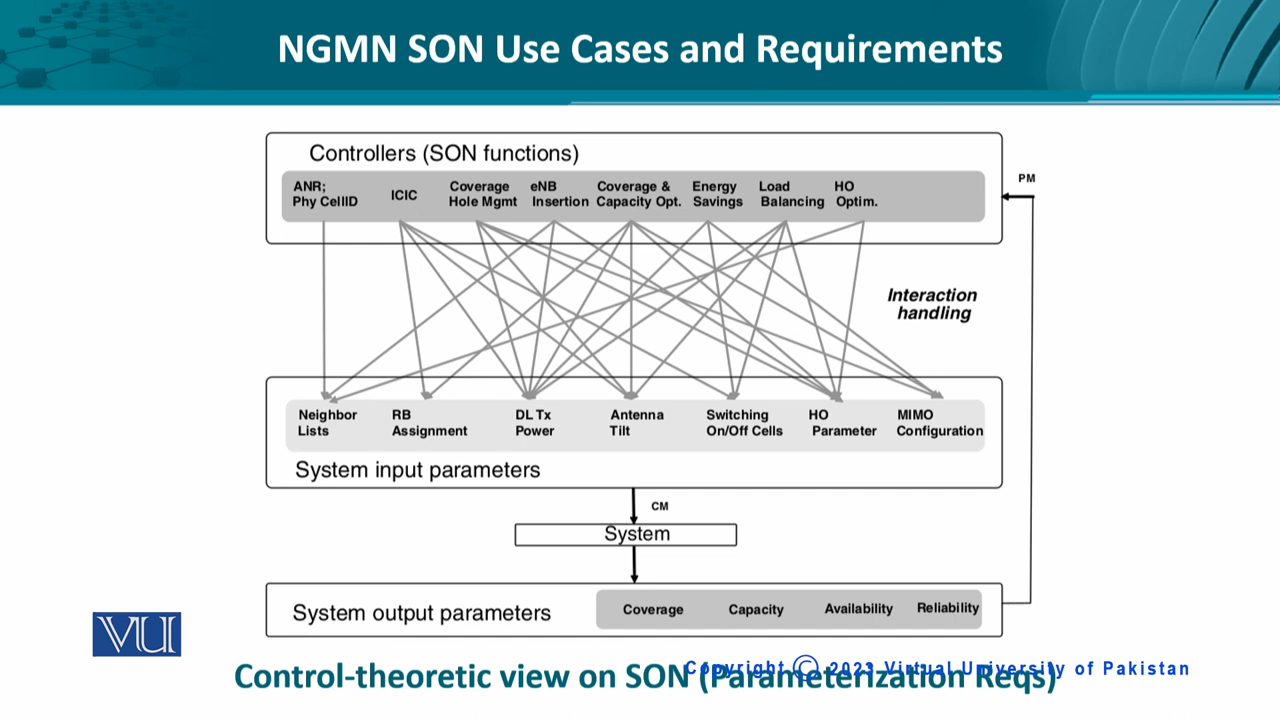 NGMN SON Use Cases and Requirements
Controllers (SON functions)
PM
ANR;
Phy CellID
ICIC
Coverage
Hole Mgmt
eNB
Insertion
Coverage &
Capacity Opt.
Energy
Savings
Load
Balancing
HO
Optim.
Interaction
handling
Neighbor
Lists
RB
Assignment
DL Tx
Power
Antenna
Tilt
Switching
On/Off Cells
HO
Parameter
MIMO
Configuration
System input parameters
CM
System
System output parameters
Coverage
Capacity
Availability
Reliability
VU
Control-theoretic view on SON (Parameterization Reqs)
Copyright © 2023 Virtual University of Pakistan